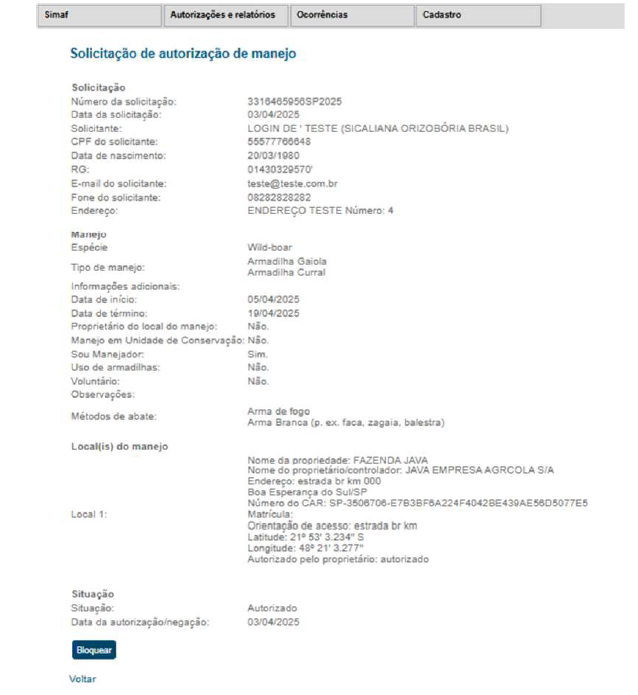 Simaf Autorizações e relatórios Ocorrências Cadastro
Solicitação de autorização de manejo
Solicitação
Número da solicitação: 3316465956SP2025
Data da solicitação: 03/04/2025
Solicitante: LOGIN DE ' TESTE (SICALIANA ORIZOBÓRIA BRASIL)
CPF do solicitante: 55577766648
Data de nascimento: 20/03/1980
RG: 01430329570'
E-mail do solicitante: teste@teste.com.br
Fone do solicitante: 08282828282
Endereço: ENDEREÇO TESTE Número: 4
Manejo
Espécie Wild-boar
Tipo de manejo: Armadilha Gaiola
Armadilha Curral
Informações adicionais:
Data de início: 05/04/2025
Data de término: 19/04/2025
Proprietário do local do manejo: Não.
Manejo em Unidade de Conservação: Não.
Sou Manejador: Sim.
Uso de armadilhas: Não.
Voluntário: Não.
Observações:
Métodos de abate: Arma de fogo
Arma Branca (p. ex. faca, zagaia, balestra)
Local(is) do manejo
Local 1: Nome da propriedade: FAZENDA JAVA
Nome do proprietário/controlador: JAVA EMPRESA AGRCOLA S/A
Endereço: estrada br km 000
Boa Esperança do Sul/SP
Número do CAR: SP-3506706-E7B3BF6A224F4042BE439AE56D5077E5
Matrícula:
Orientação de acesso: estrada br km
Latitude: 21º 53' 3.234" S
Longitude: 48º 21' 3.277"
Autorizado pelo proprietário: autorizado
Situação
Situação: Autorizado
Data da autorização/negação: 03/04/2025
Bloquear
Voltar